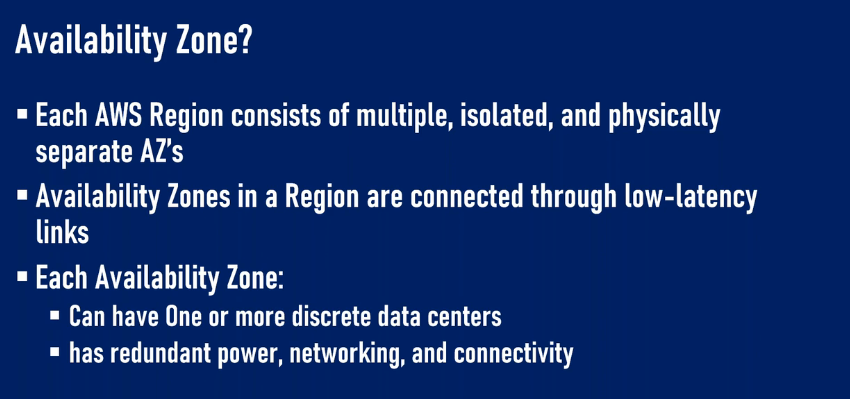 Availability Zone?
▪ Each AWS Region consists of multiple, isolated, and physically
separate AZ's
▪ Availability Zones in a Region are connected through low-latency
links
▪ Each Availability Zone:
▪ Can have One or more discrete data centers
▪ has redundant power, networking, and connectivity